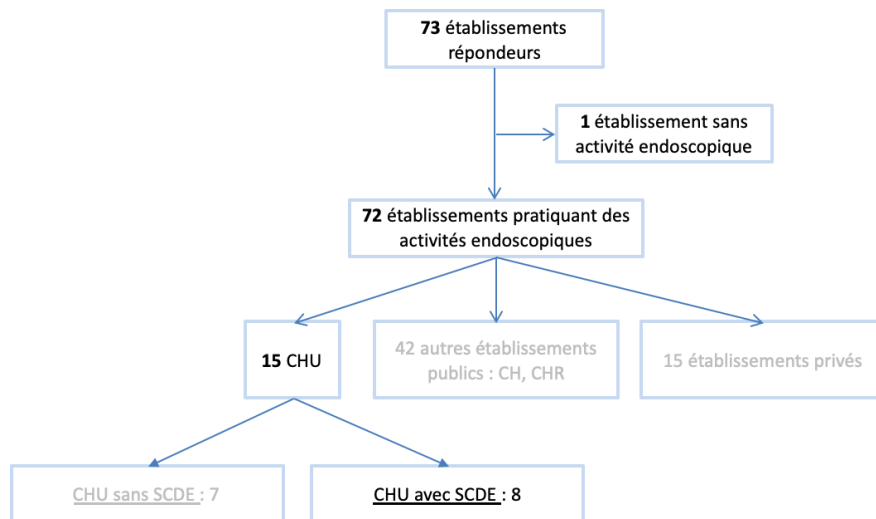 73 établissements
répondeurs
1 établissement sans
activité endoscopique
72 établissements pratiquant des
activités endoscopiques
15 CHU
42 autres établissements
publics : CH, CHR
15 établissements privés
CHU sans SCDE : 7
CHU avec SCDE : 8